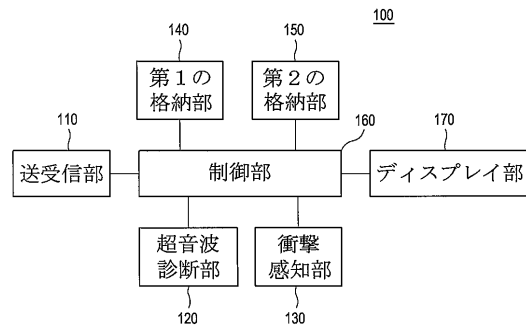 100
140
第1の
格納部
150
第2の
格納部
110
送受信部
160
制御部
170
ディスプレイ部
超音波
診断部
120
衝撃
感知部
130